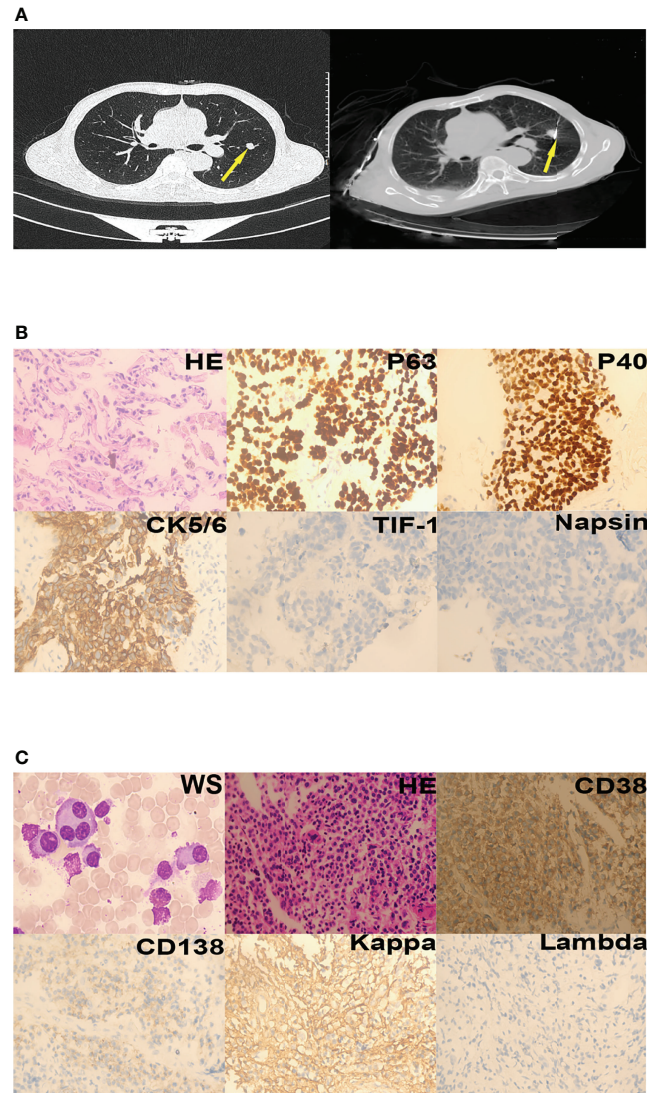 A
B
HE P63 P40
CK5/6 TIF-1 Napsin
C
WS HE CD38
CD138 Kappa Lambda